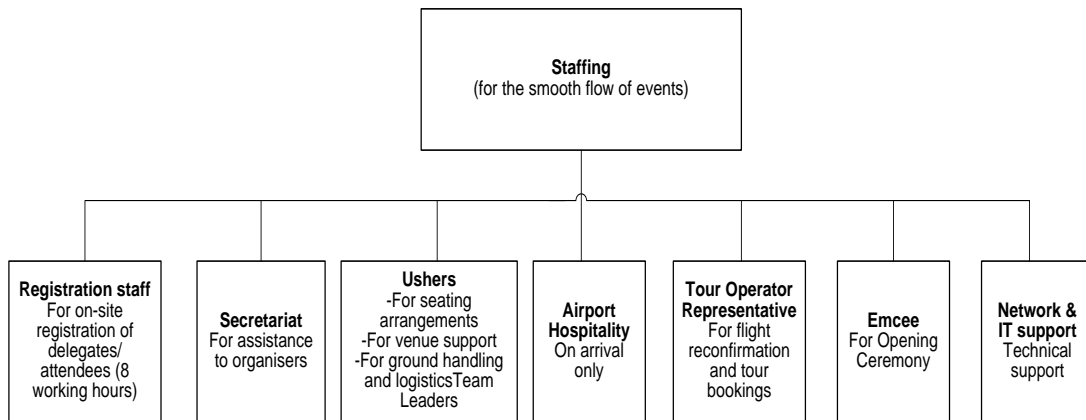 Staffing
(for the smooth flow of events)
Registration staff
For on-site
registration of
delegates/
attendees (8
working hours)
Secretariat
For assistance
to organisers
Ushers
-For seating
arrangements
-For venue support
-For ground handling
and logisticsTeam
Leaders
Airport
Hospitality
On arrival
only
Tour Operator
Representative
For flight
reconfirmation
and tour
bookings
Emcee
For Opening
Ceremony
Network &
IT support
Technical
support